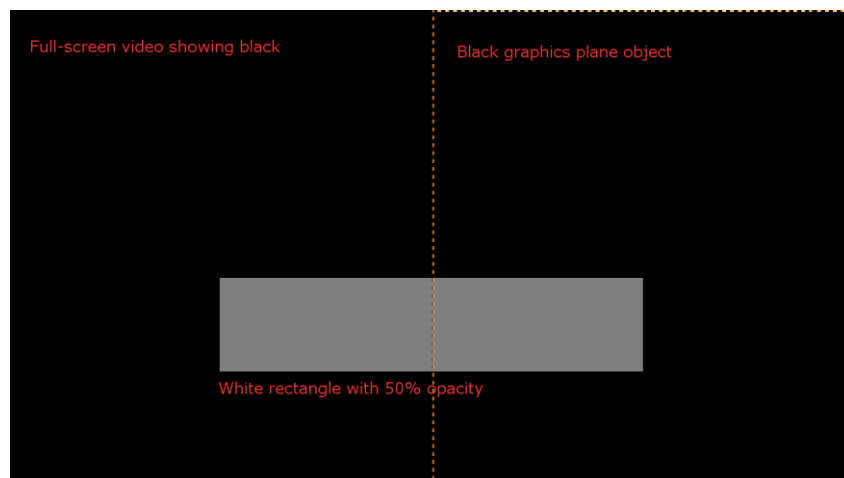 Full-screen video showing black
Black graphics plane object
White rectangle with 50% opacity